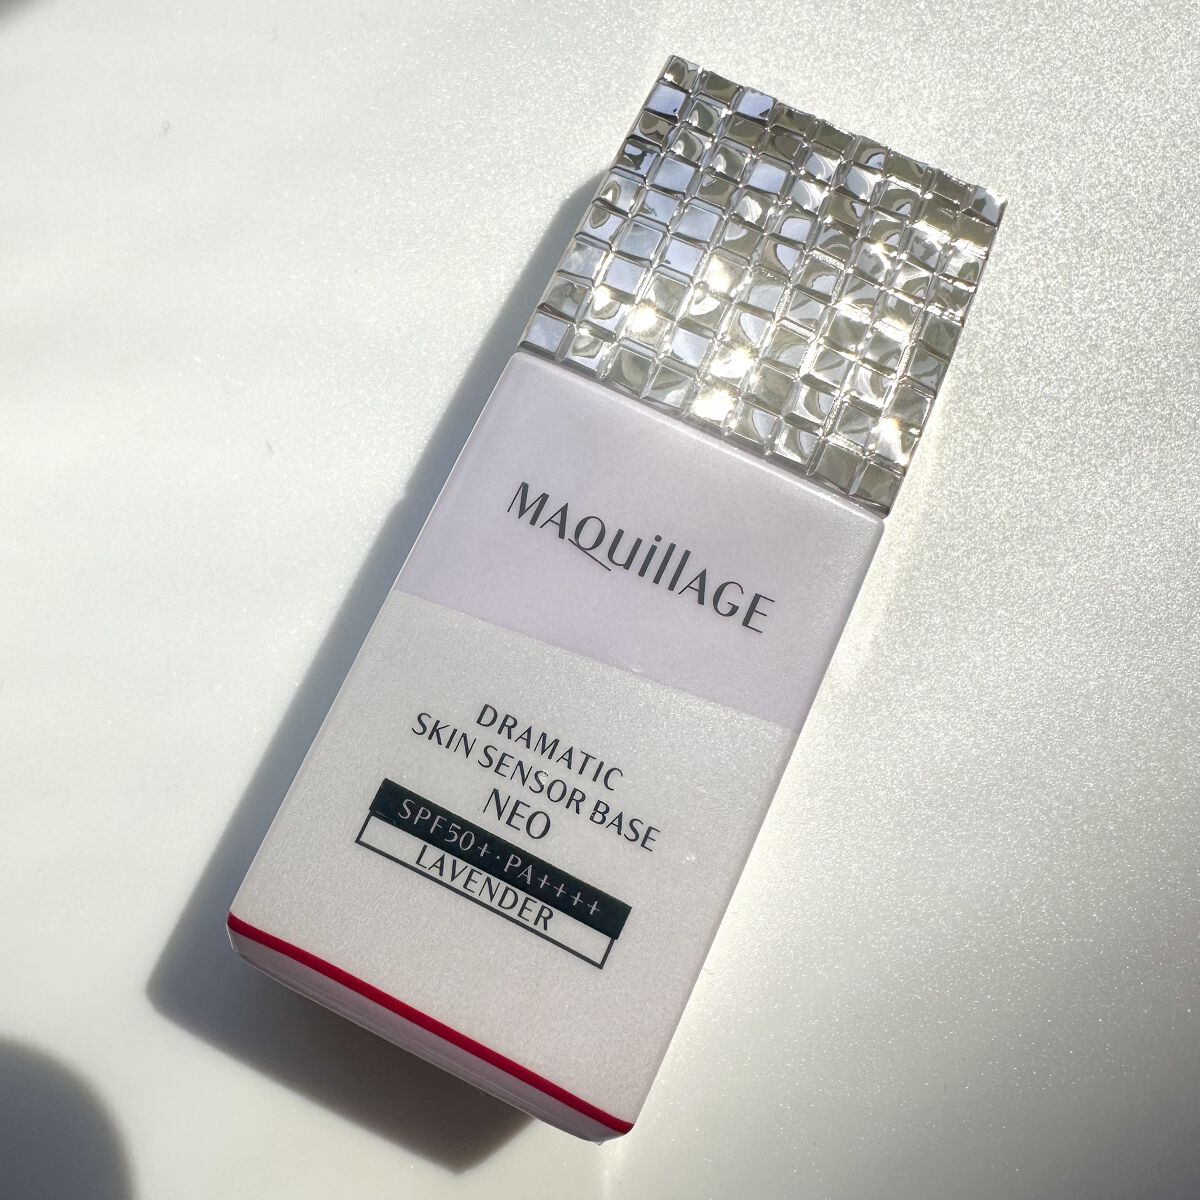 MAQuillAGE
DRAMATIC
SKIN SENSOR BASE
NEO
SPF50+・PA++++
LAVENDER